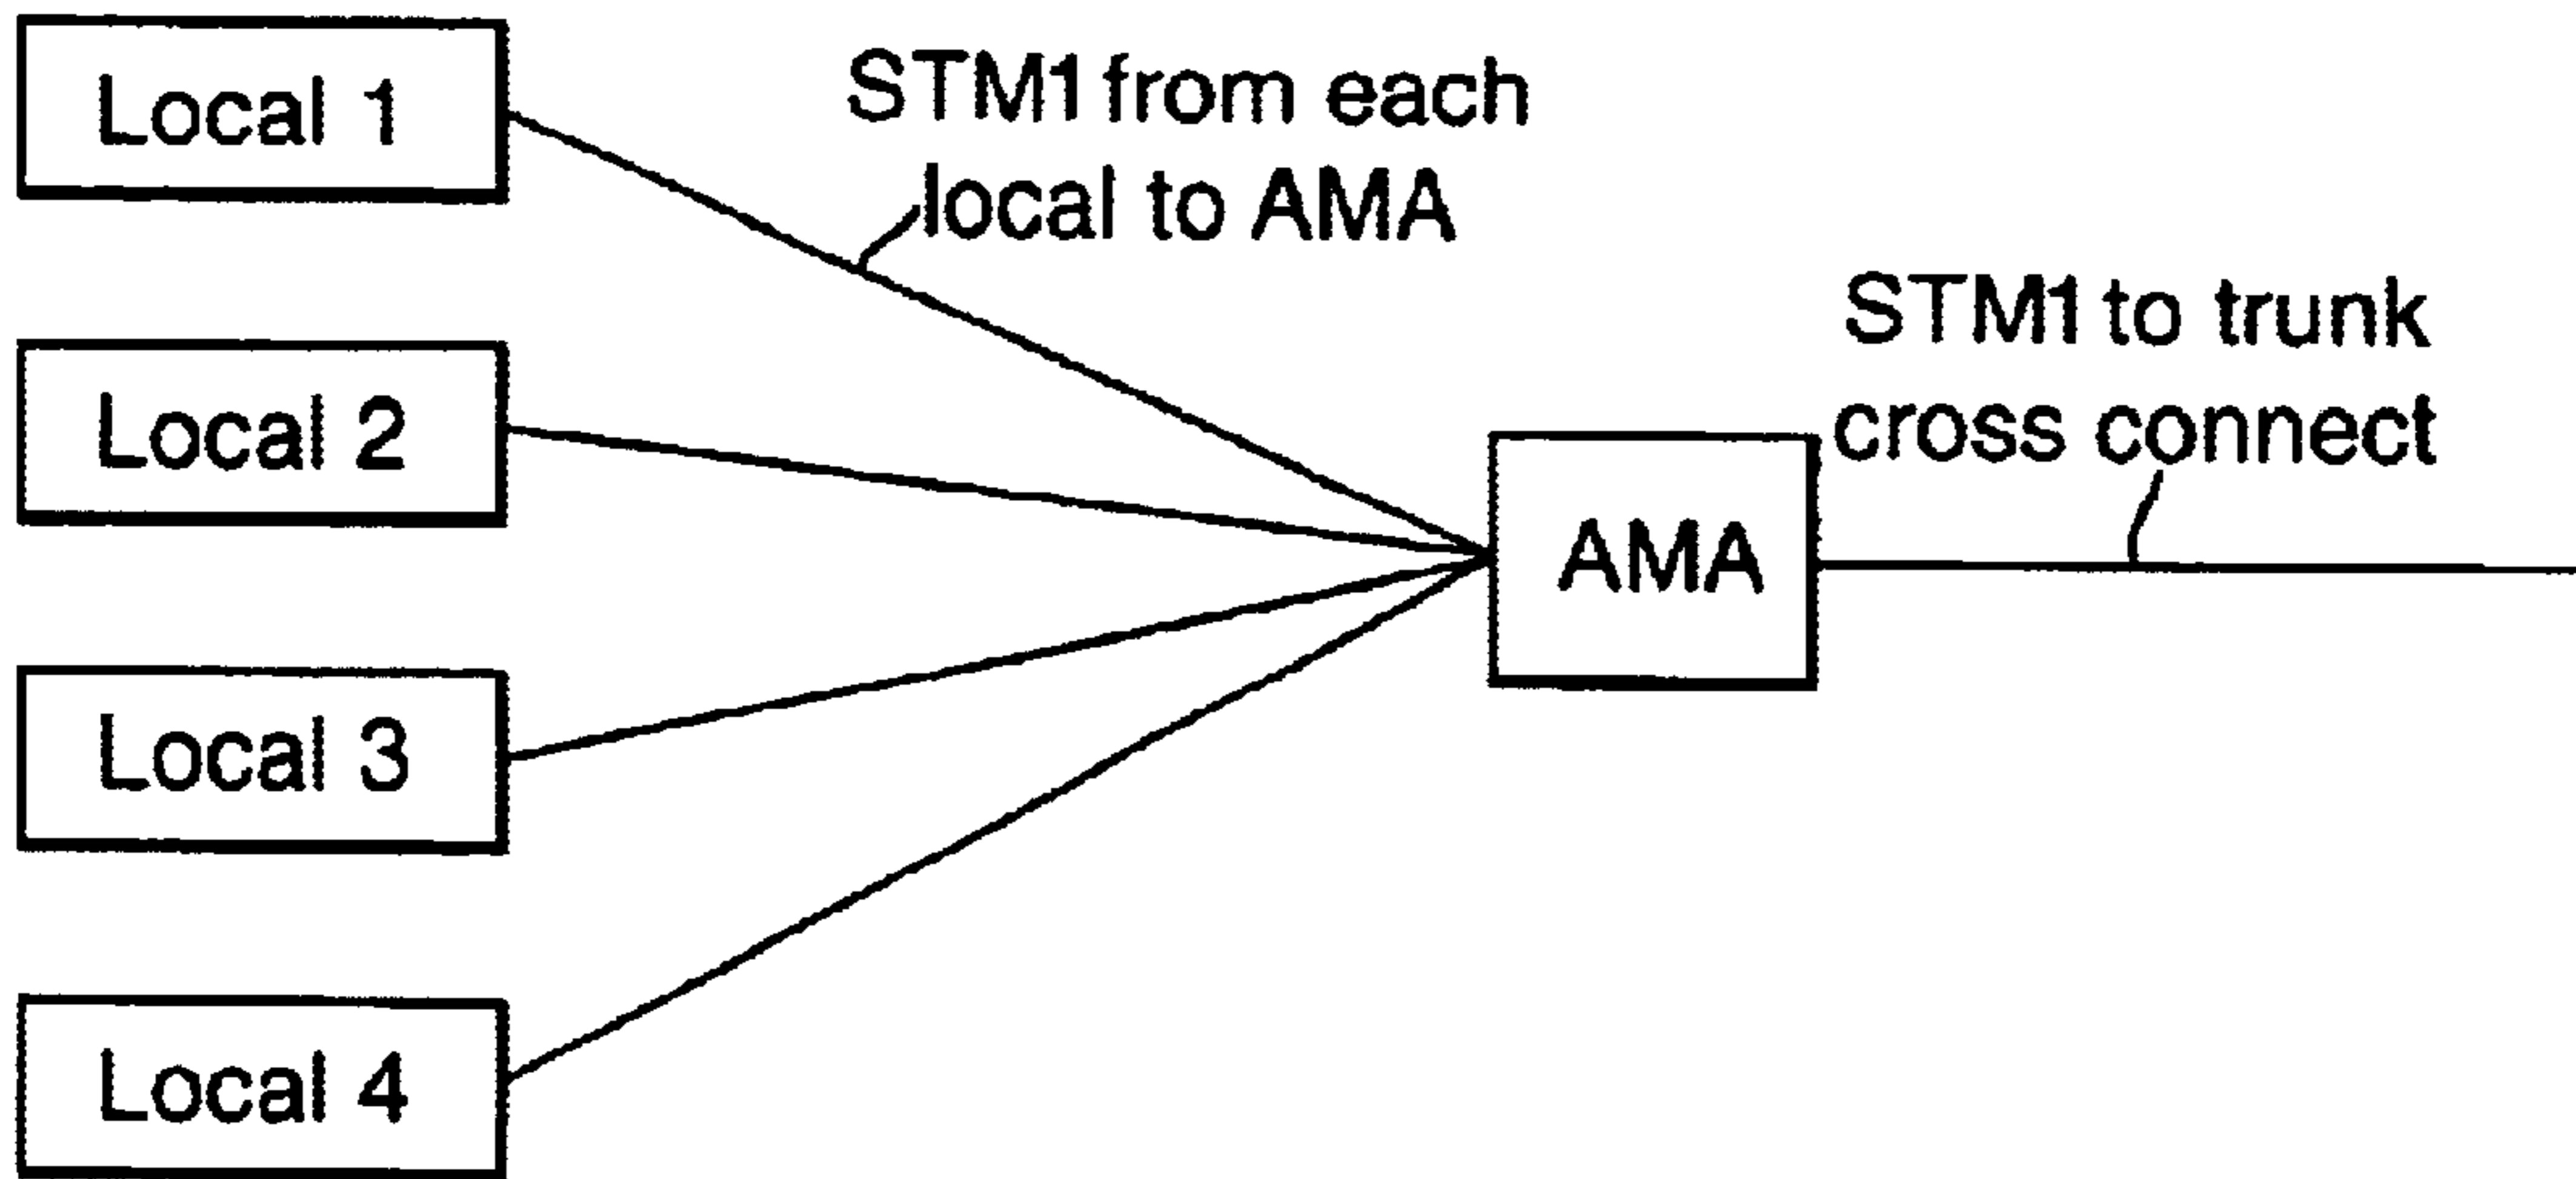 Local 1
STM1 from each
local to AMA
Local 2
STM1 to trunk
cross connect
AMA
Local 3
Local 4